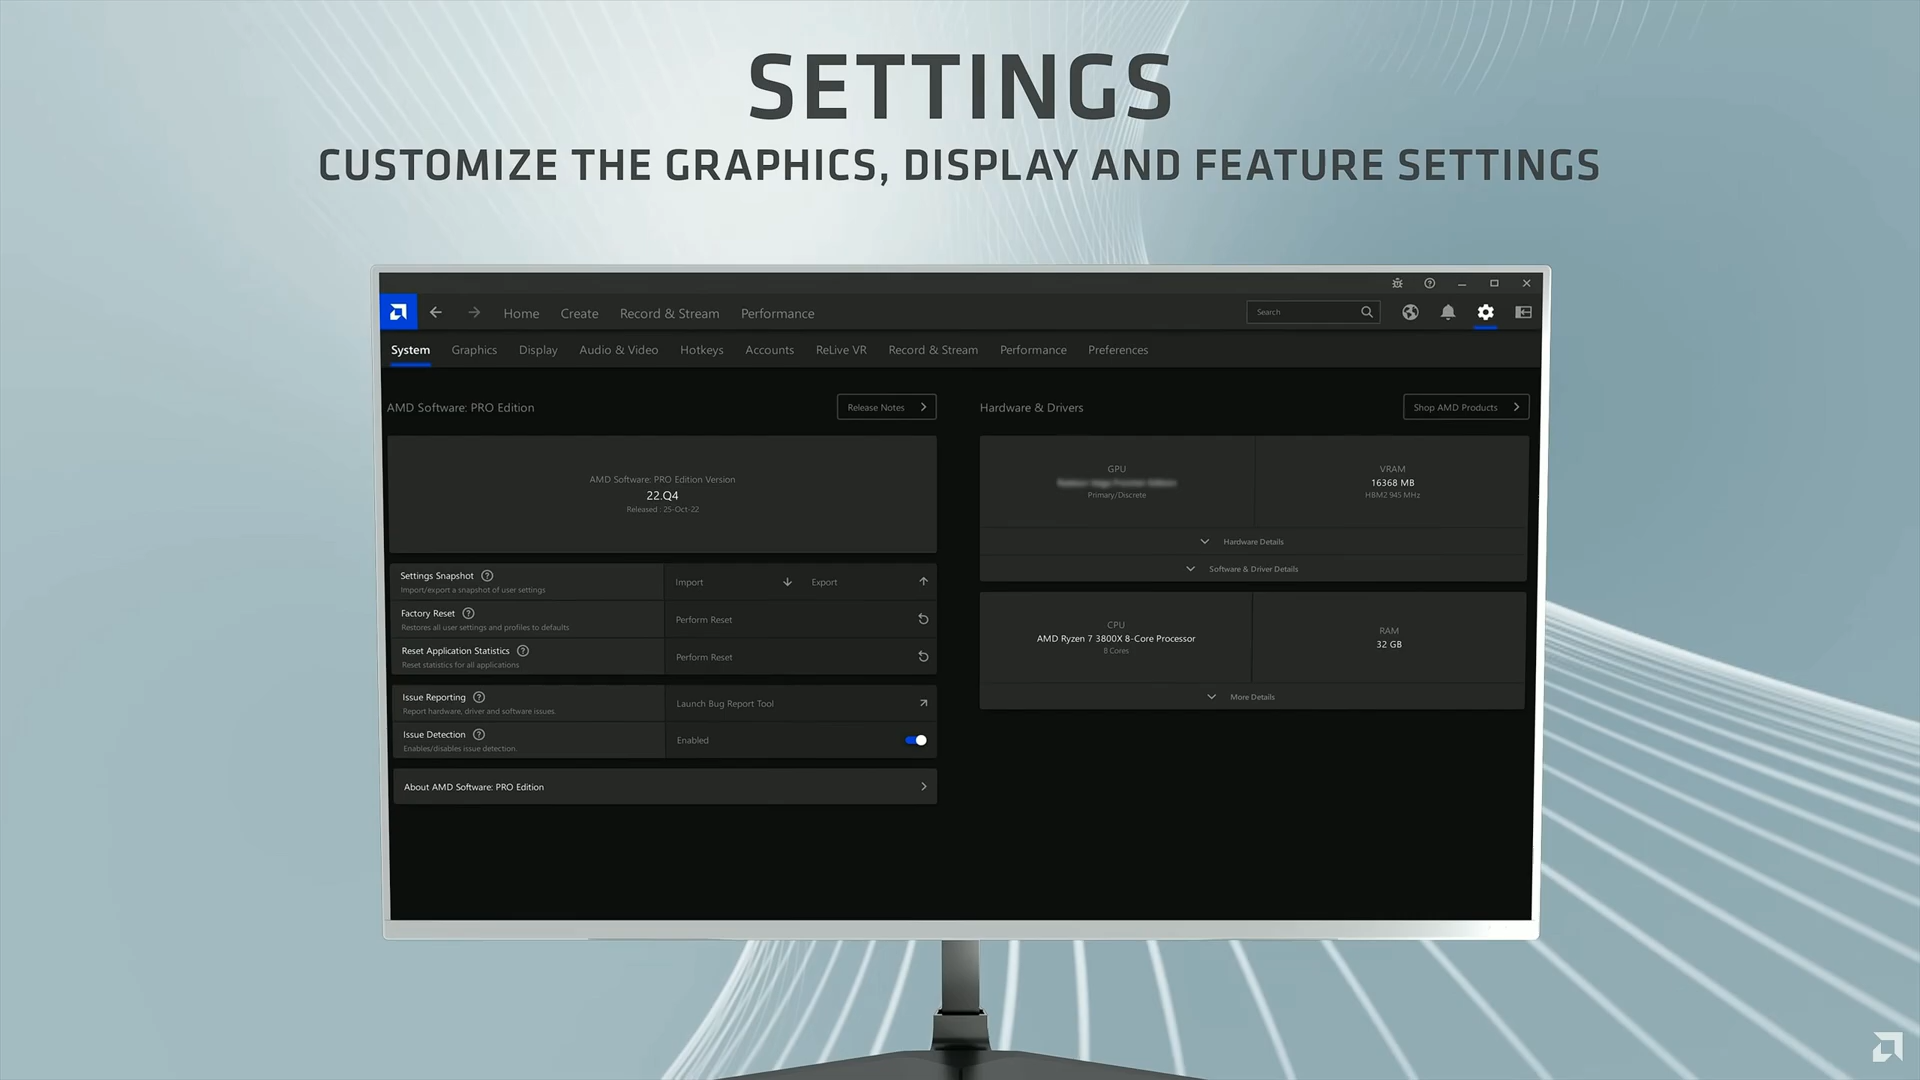 SETTINGS
CUSTOMIZE THE GRAPHICS, DISPLAY AND FEATURE SETTINGS
Home Create Record & Stream Performance Search
System Graphics Display Audio & Video Hotkeys Accounts ReLive VR Record & Stream Performance Preferences
AMD Software: PRO Edition
Release Notes
AMD Software: PRO Edition Version
22.Q4
Released : 25-Oct-22
Settings Snapshot
Import/export a snapshot of user settings
Import Export
Factory Reset
Restores all user settings and profiles to defaults
Perform Reset
Reset Application Statistics
Reset statistics for all applications
Perform Reset
Issue Reporting
Report hardware, driver and software issues.
Launch Bug Report Tool
Issue Detection
Enables/disables issue detection.
Enabled
About AMD Software: PRO Edition
Hardware & Drivers
Shop AMD Products
GPU
Primary/Discrete
VRAM
16368 MB
HBM2 945 MHz
Hardware Details
Software & Driver Details
CPU
AMD Ryzen 7 3800X 8-Core Processor
8 Cores
RAM
32 GB
More Details